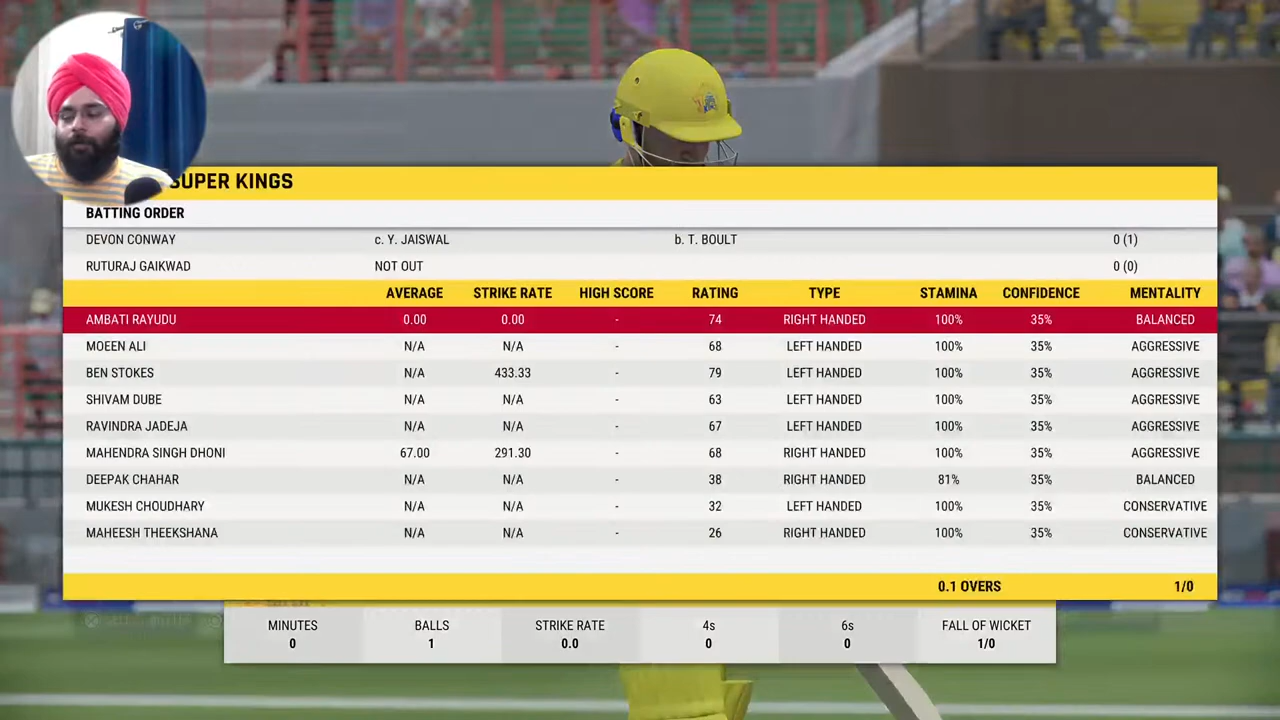 SUPER KINGS
BATTING ORDER
DEVON CONWAY c. Y. JAISWAL b. T. BOULT 0 (1)
RUTURAJ GAIKWAD NOT OUT 0 (0)
AVERAGE STRIKE RATE HIGH SCORE RATING TYPE STAMINA CONFIDENCE MENTALITY
AMBATI RAYUDU 0.00 0.00 - 74 RIGHT HANDED 100% 35% BALANCED
MOEEN ALI N/A N/A - 68 LEFT HANDED 100% 35% AGGRESSIVE
BEN STOKES N/A 433.33 - 79 LEFT HANDED 100% 35% AGGRESSIVE
SHIVAM DUBE N/A N/A - 63 LEFT HANDED 100% 35% AGGRESSIVE
RAVINDRA JADEJA N/A N/A - 67 LEFT HANDED 100% 35% AGGRESSIVE
MAHENDRA SINGH DHONI 67.00 291.30 - 68 RIGHT HANDED 100% 35% AGGRESSIVE
DEEPAK CHAHAR N/A N/A - 38 RIGHT HANDED 81% 35% BALANCED
MUKESH CHOUDHARY N/A N/A - 32 LEFT HANDED 100% 35% CONSERVATIVE
MAHEESH THEEKSHANA N/A N/A - 26 RIGHT HANDED 100% 35% CONSERVATIVE
0.1 OVERS 1/0
MINUTES BALLS STRIKE RATE 4s 6s FALL OF WICKET
0 1 0.0 0 0 1/0